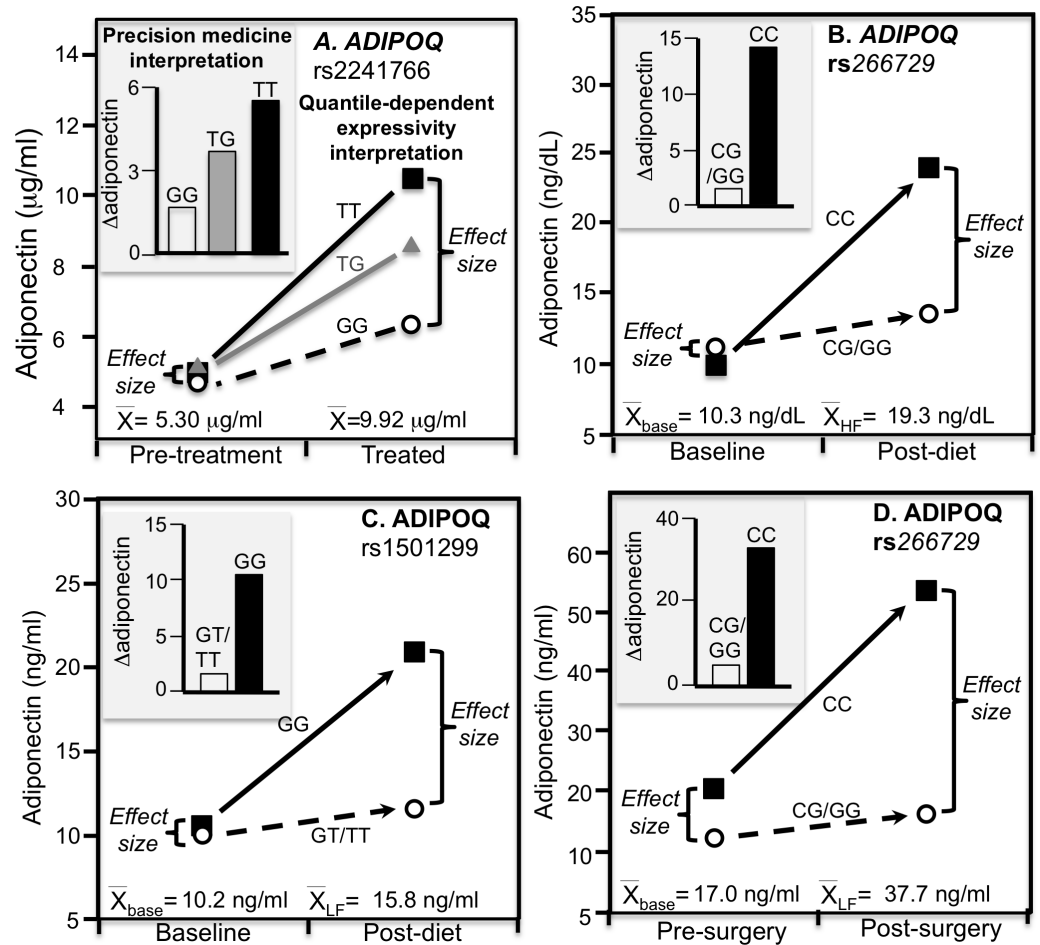 Precision medicine
interpretation
A. ADIPOQ
rs2241766
Quantile-dependent
expressivity
interpretation
Adiponectin (μg/ml)
14
12
10
8
6
4
Δadiponectin
6
3
0
GG
TG
TT
TT
TG
GG
Effect
size
Effect
size
X̅= 5.30 μg/ml
X̅=9.92 μg/ml
Pre-treatment
Treated
B. ADIPOQ
rs266729
Adiponectin (ng/dL)
35
30
25
20
15
10
5
Δadiponectin
15
10
5
0
CG
/GG
CC
CC
CG/GG
Effect
size
Effect
size
X̅base = 10.3 ng/dL
X̅HF= 19.3 ng/dL
Baseline
Post-diet
C. ADIPOQ
rs1501299
Adiponectin (ng/ml)
30
25
20
15
10
5
Δadiponectin
15
10
5
0
GT/
TT
GG
GG
GT/TT
Effect
size
Effect
size
X̅base = 10.2 ng/ml
X̅LF= 15.8 ng/ml
Baseline
Post-diet
D. ADIPOQ
rs266729
Adiponectin (ng/ml)
60
50
40
30
20
10
5
Δadiponectin
40
20
0
CG/
GG
CC
CC
CG/GG
Effect
size
Effect
size
X̅base = 17.0 ng/ml
X̅LF= 37.7 ng/ml
Pre-surgery
Post-surgery